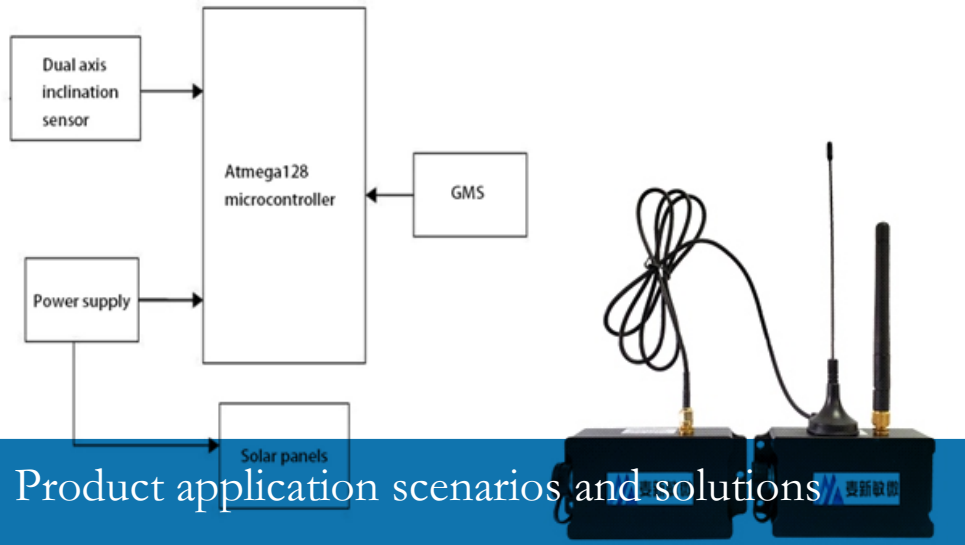 Dual axis
inclination
sensor
Atmega128
microcontroller
GMS
Power supply
Solar panels
Product application scenarios and solutions
麦新敏微